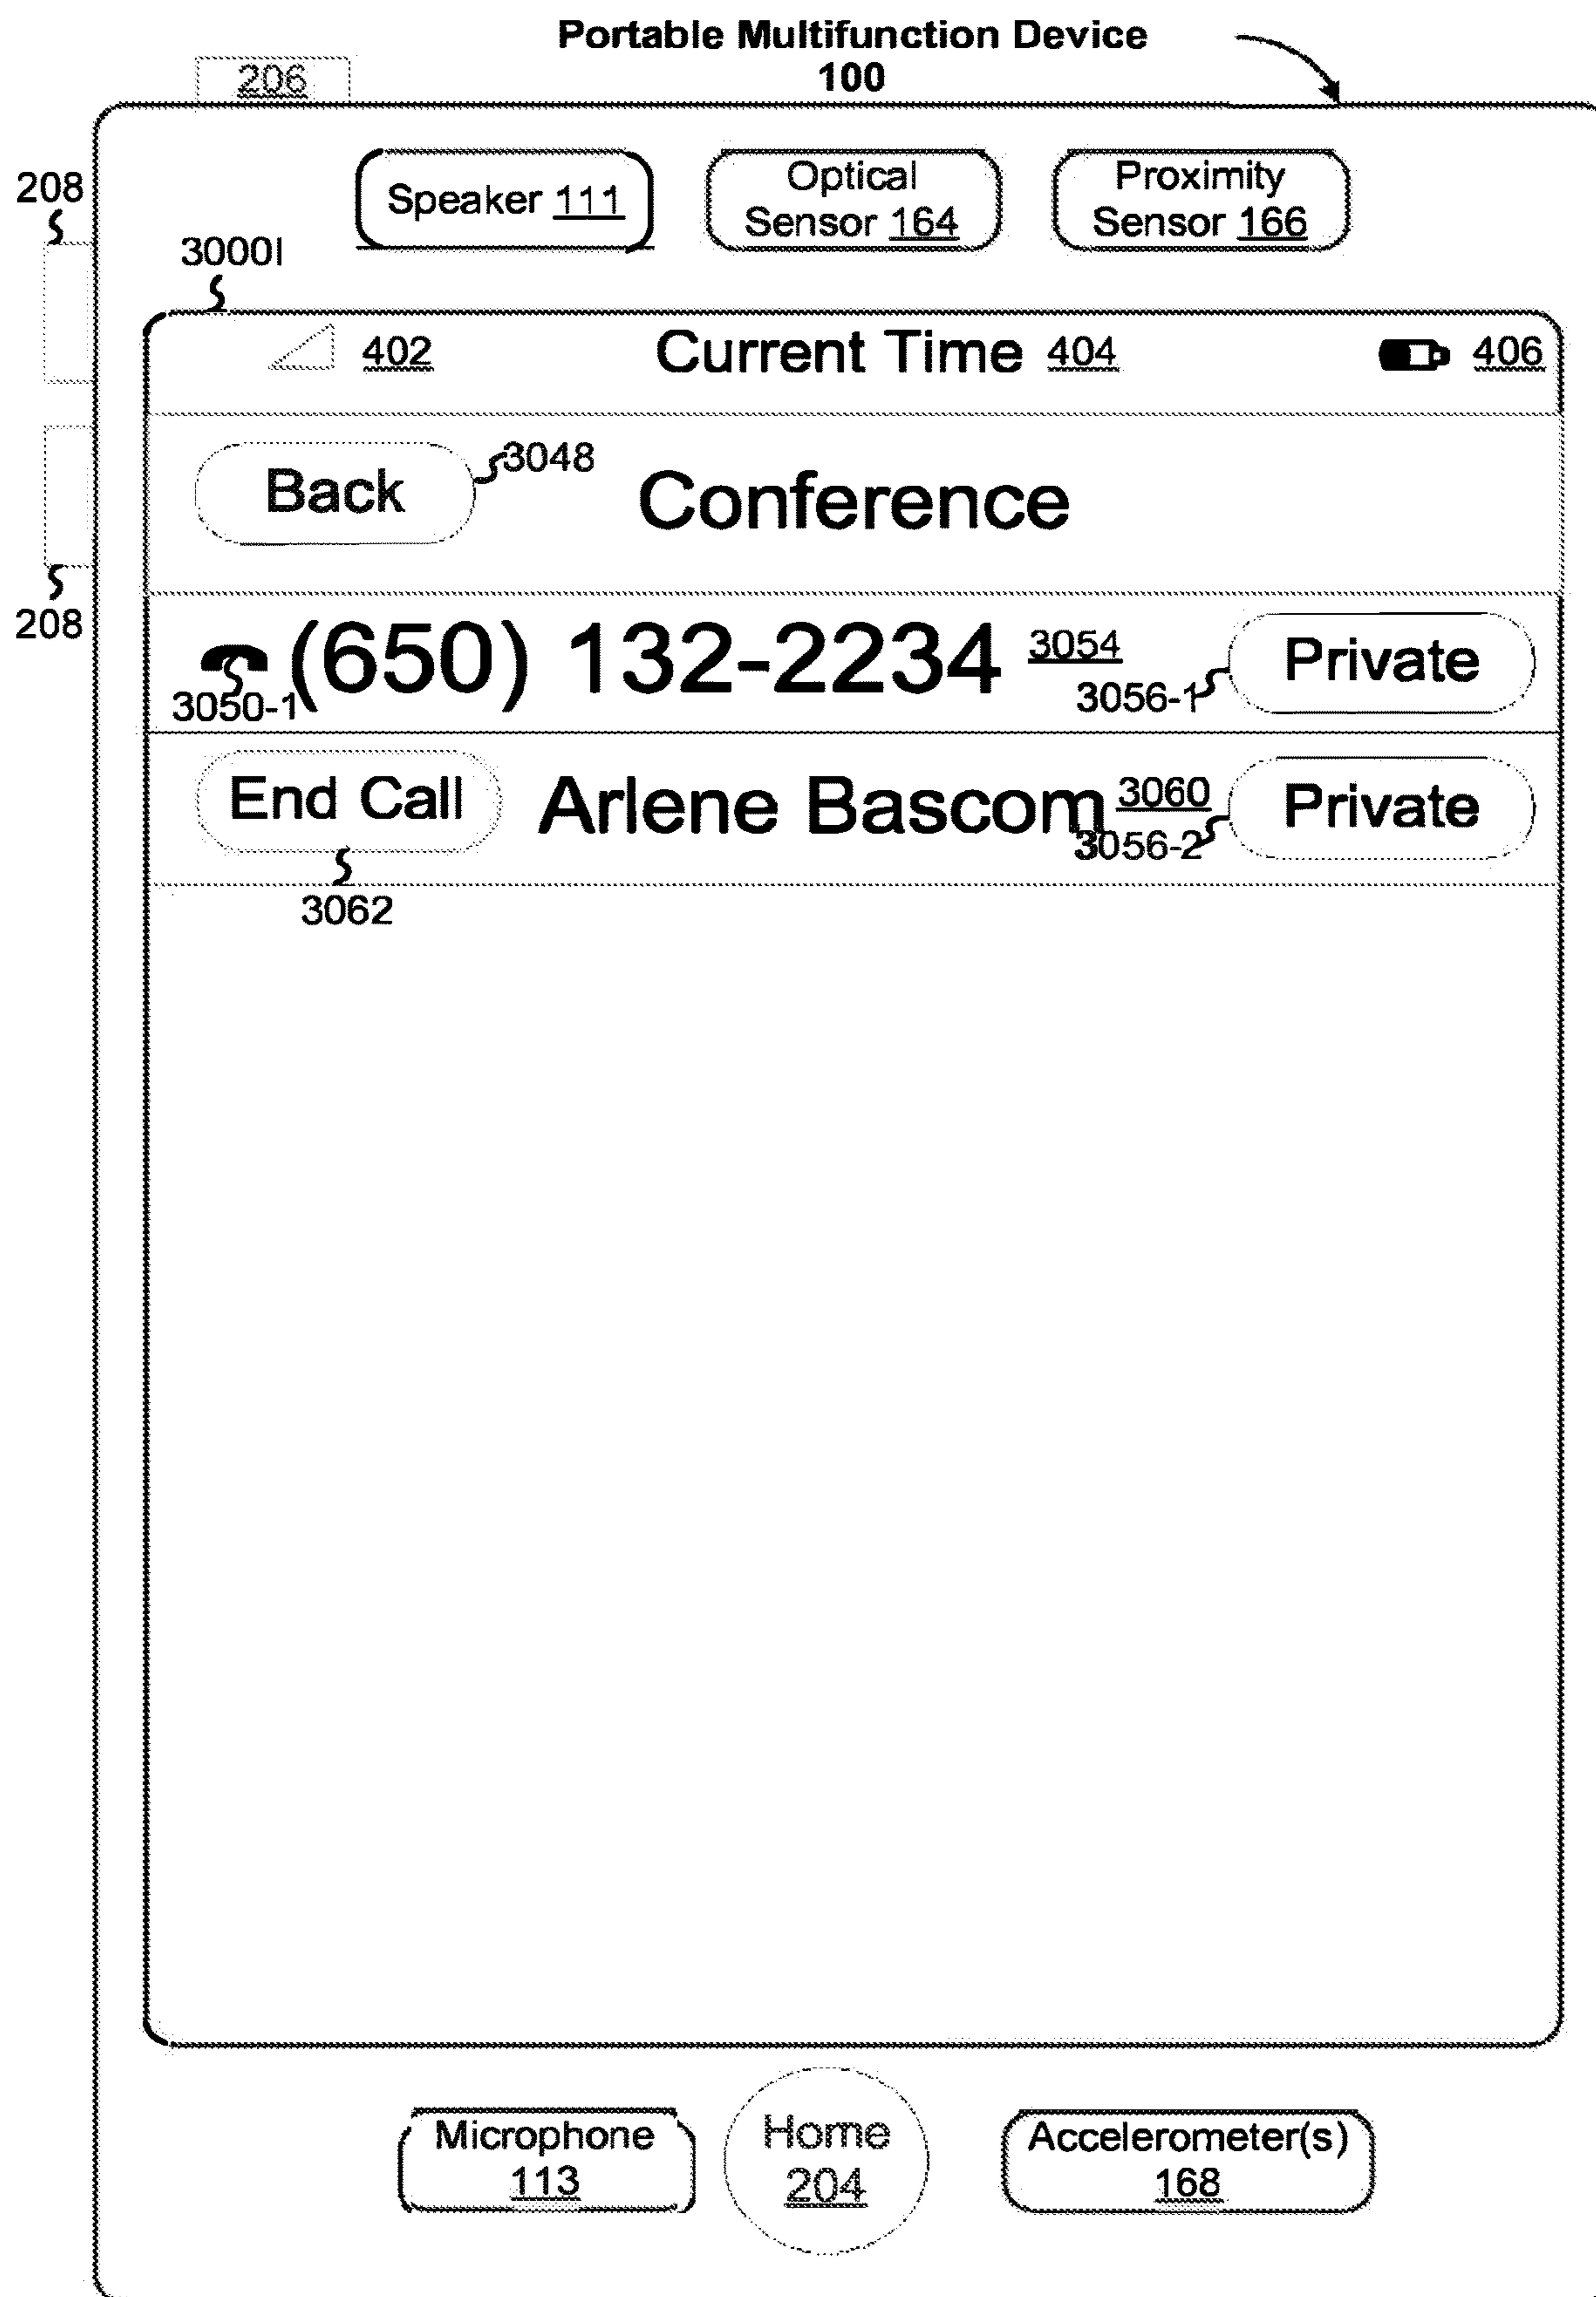 Portable Multifunction Device
100
206
208
Speaker 111
Optical
Sensor 164
Proximity
Sensor 166
3000I
402
Current Time 404
406
Back
3048
Conference
208
(650) 132-2234
3054
Private
3050-1
3056-1
End Call
Arlene Bascom
3060
Private
3056-2
3062
Microphone
113
Home
204
Accelerometer(s)
168